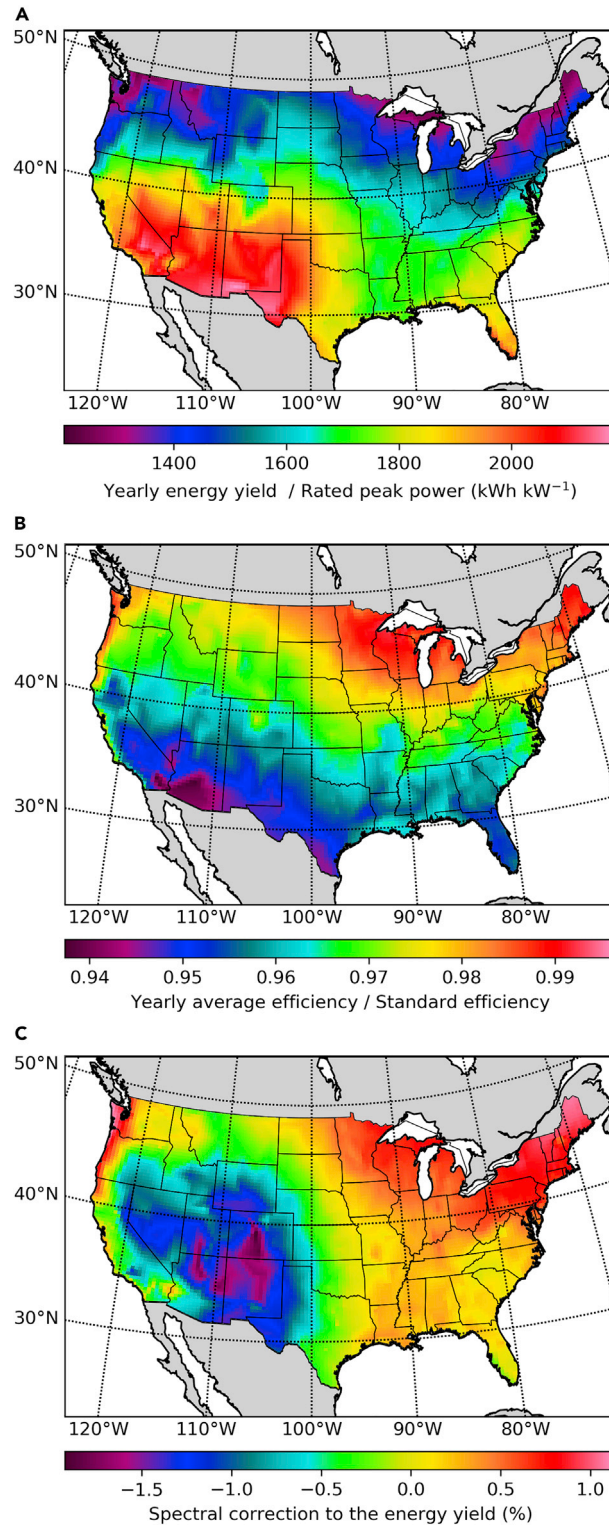 A
50°N
40°N
30°N
120°W 110°W 100°W 90°W 80°W
1400 1600 1800 2000
Yearly energy yield / Rated peak power (kWh kW⁻¹)
B
50°N
40°N
30°N
120°W 110°W 100°W 90°W 80°W
0.94 0.95 0.96 0.97 0.98 0.99
Yearly average efficiency / Standard efficiency
C
50°N
40°N
30°N
120°W 110°W 100°W 90°W 80°W
−1.5 −1.0 −0.5 0.0 0.5 1.0
Spectral correction to the energy yield (%)